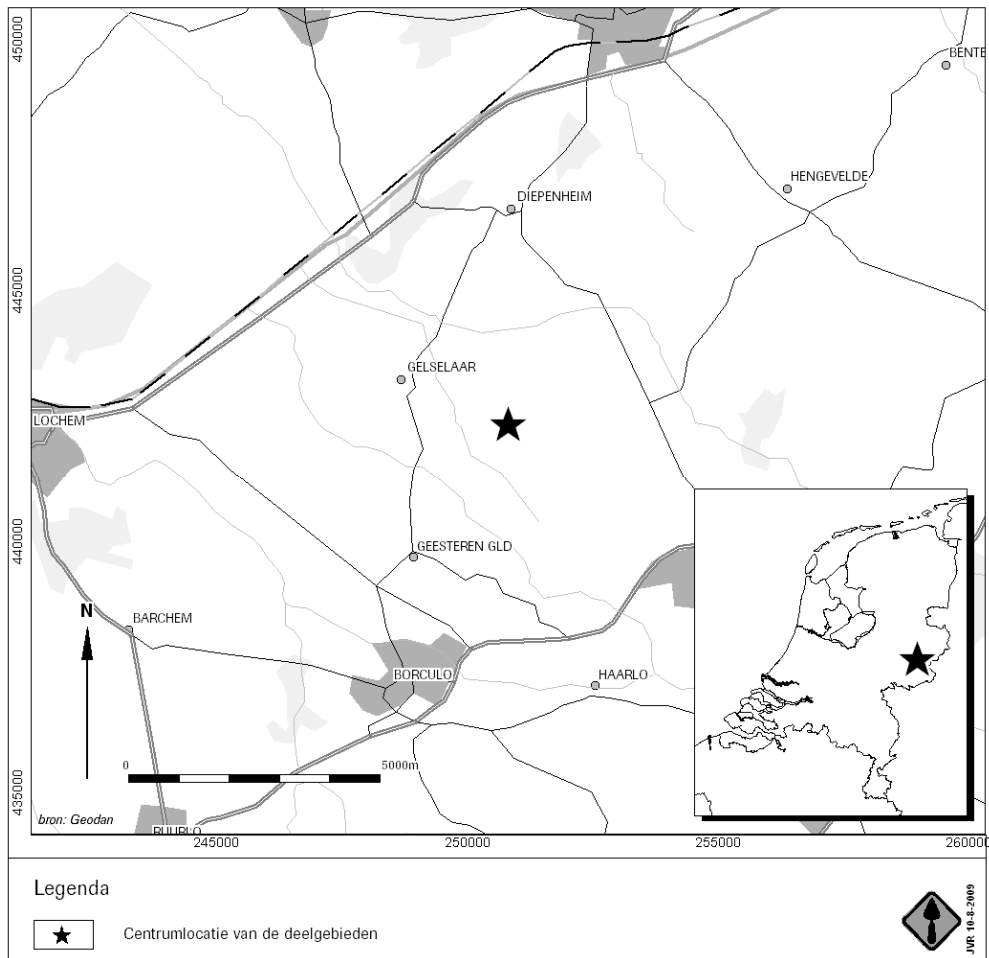 450000
BENTE
HENGEVELDE
DIEPENHEIM
445000
GELSELAAR
LOCHEM
440000
GEESTEREN GLD
N
BARCHEM
BORCULO
HAARLO
0
5000m
435000
bron: Geodan
RUURLO
245000
250000
255000
260000
Legenda
Centrumlocatie van de deelgebieden
JVR 10-8-2009